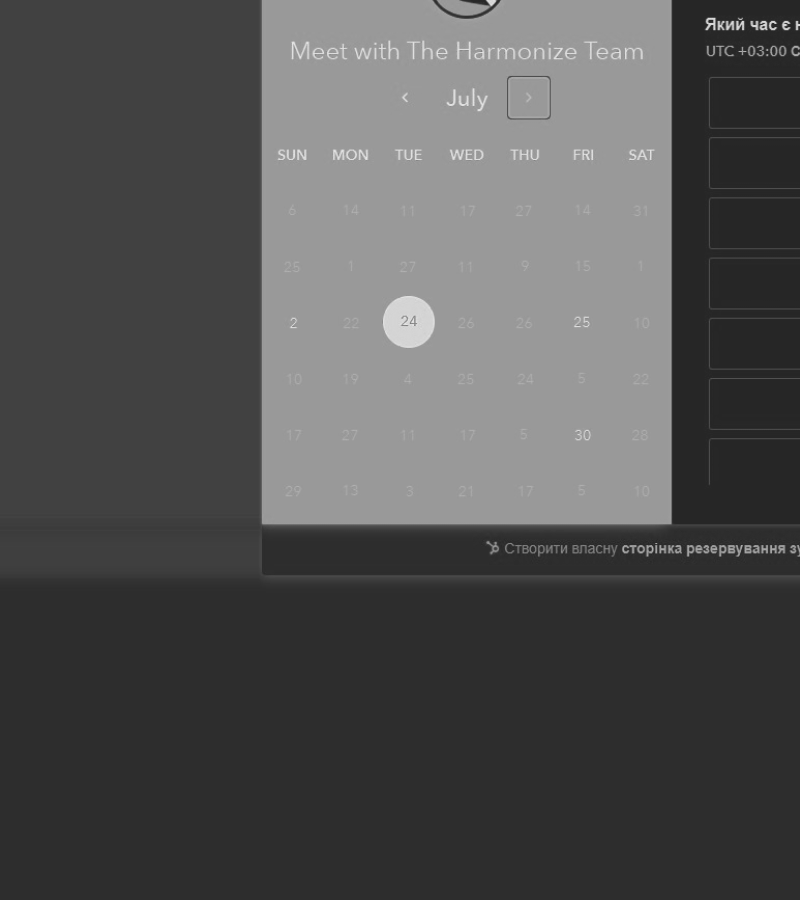 Meet with The Harmonize Team
Який час є
UTC +03:00
July
SUN MON TUE WED THU FRI SAT
6 14 11 17 27 14 31
25 1 27 11 9 15 1
2 22 24 26 26 25 10
10 19 4 25 24 5 22
17 27 11 17 5 30 28
29 13 3 21 17 5 10
Створити власну сторінка резервування